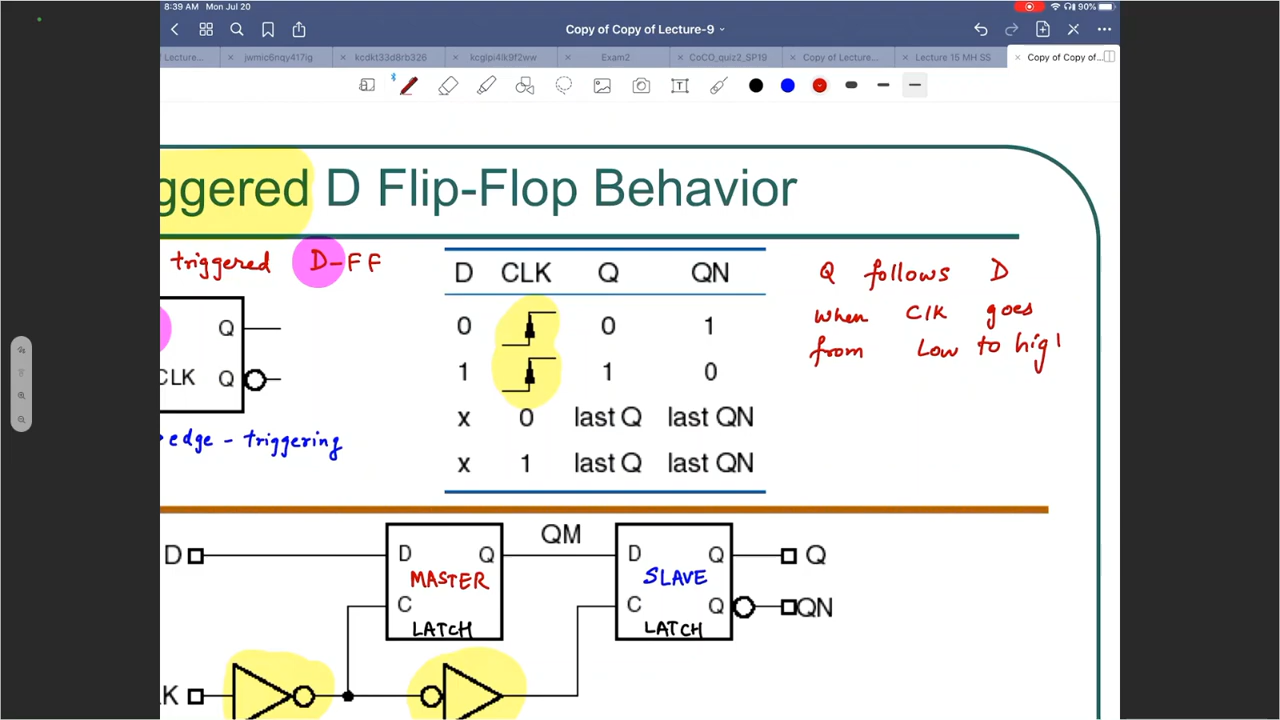 8:39 AM Mon Jul 20
90%
Copy of Copy of Lecture-9
Lecture...
jwmic6nqy417ig
kcdkt33d8rb326
kcglpi4lk9f2ww
Exam2
CoCO_quiz2_SP19
Copy of Lecture...
Lecture 15 MH SS
Copy of Copy of...
T
ggered D Flip-Flop Behavior
triggered D-FF
D CLK Q QN
0 0 1
1 1 0
x 0 last Q last QN
x 1 last Q last QN
Q follows D
when Clk goes
from Low to higl
Q
CLK Q
edge - triggering
D D Q QM D Q Q
MASTER SLAVE
C C Q QN
LATCH LATCH
LK